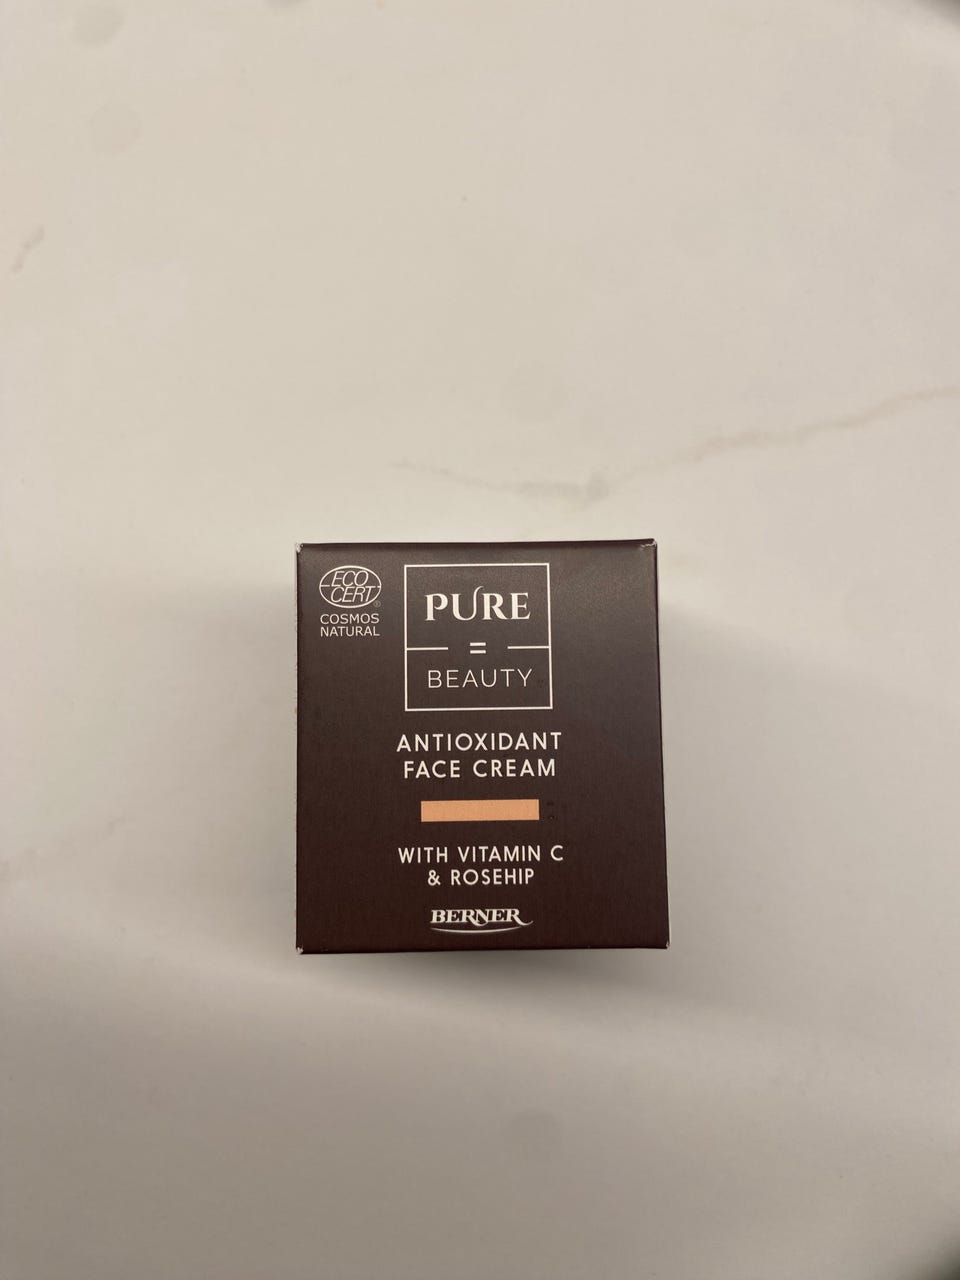 ECO
CERT®
COSMOS
NATURAL
PURE
=
BEAUTY
ANTIOXIDANT
FACE CREAM
WITH VITAMIN C
& ROSEHIP
BERNER